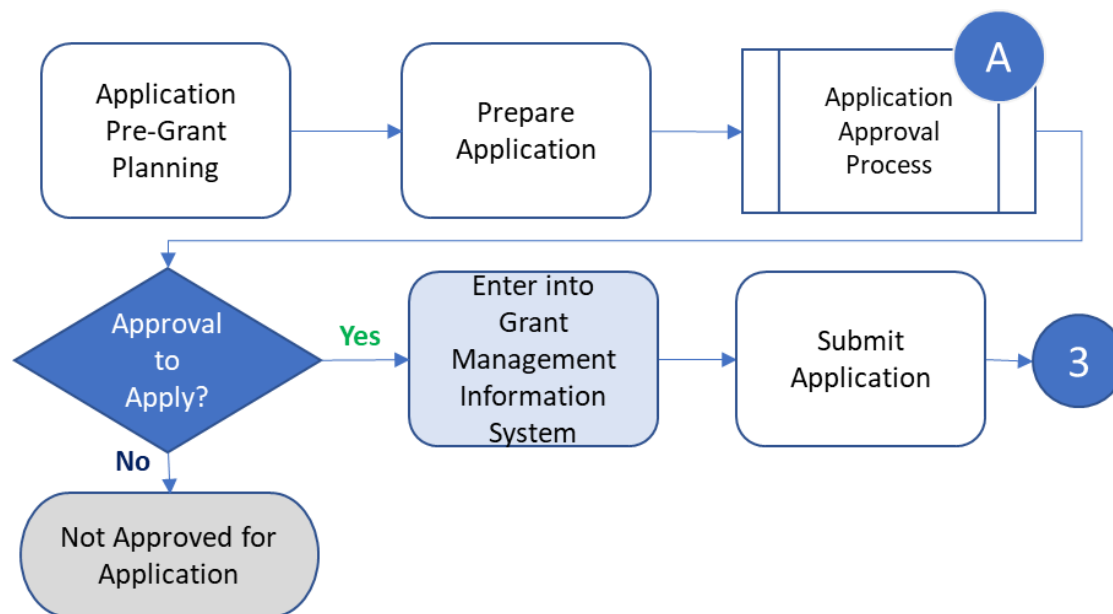 Application
Pre-Grant
Planning
Prepare
Application
A
Application
Approval
Process
Approval
to
Apply?
Yes
Enter into
Grant
Management
Information
System
Submit
Application
3
No
Not Approved for
Application